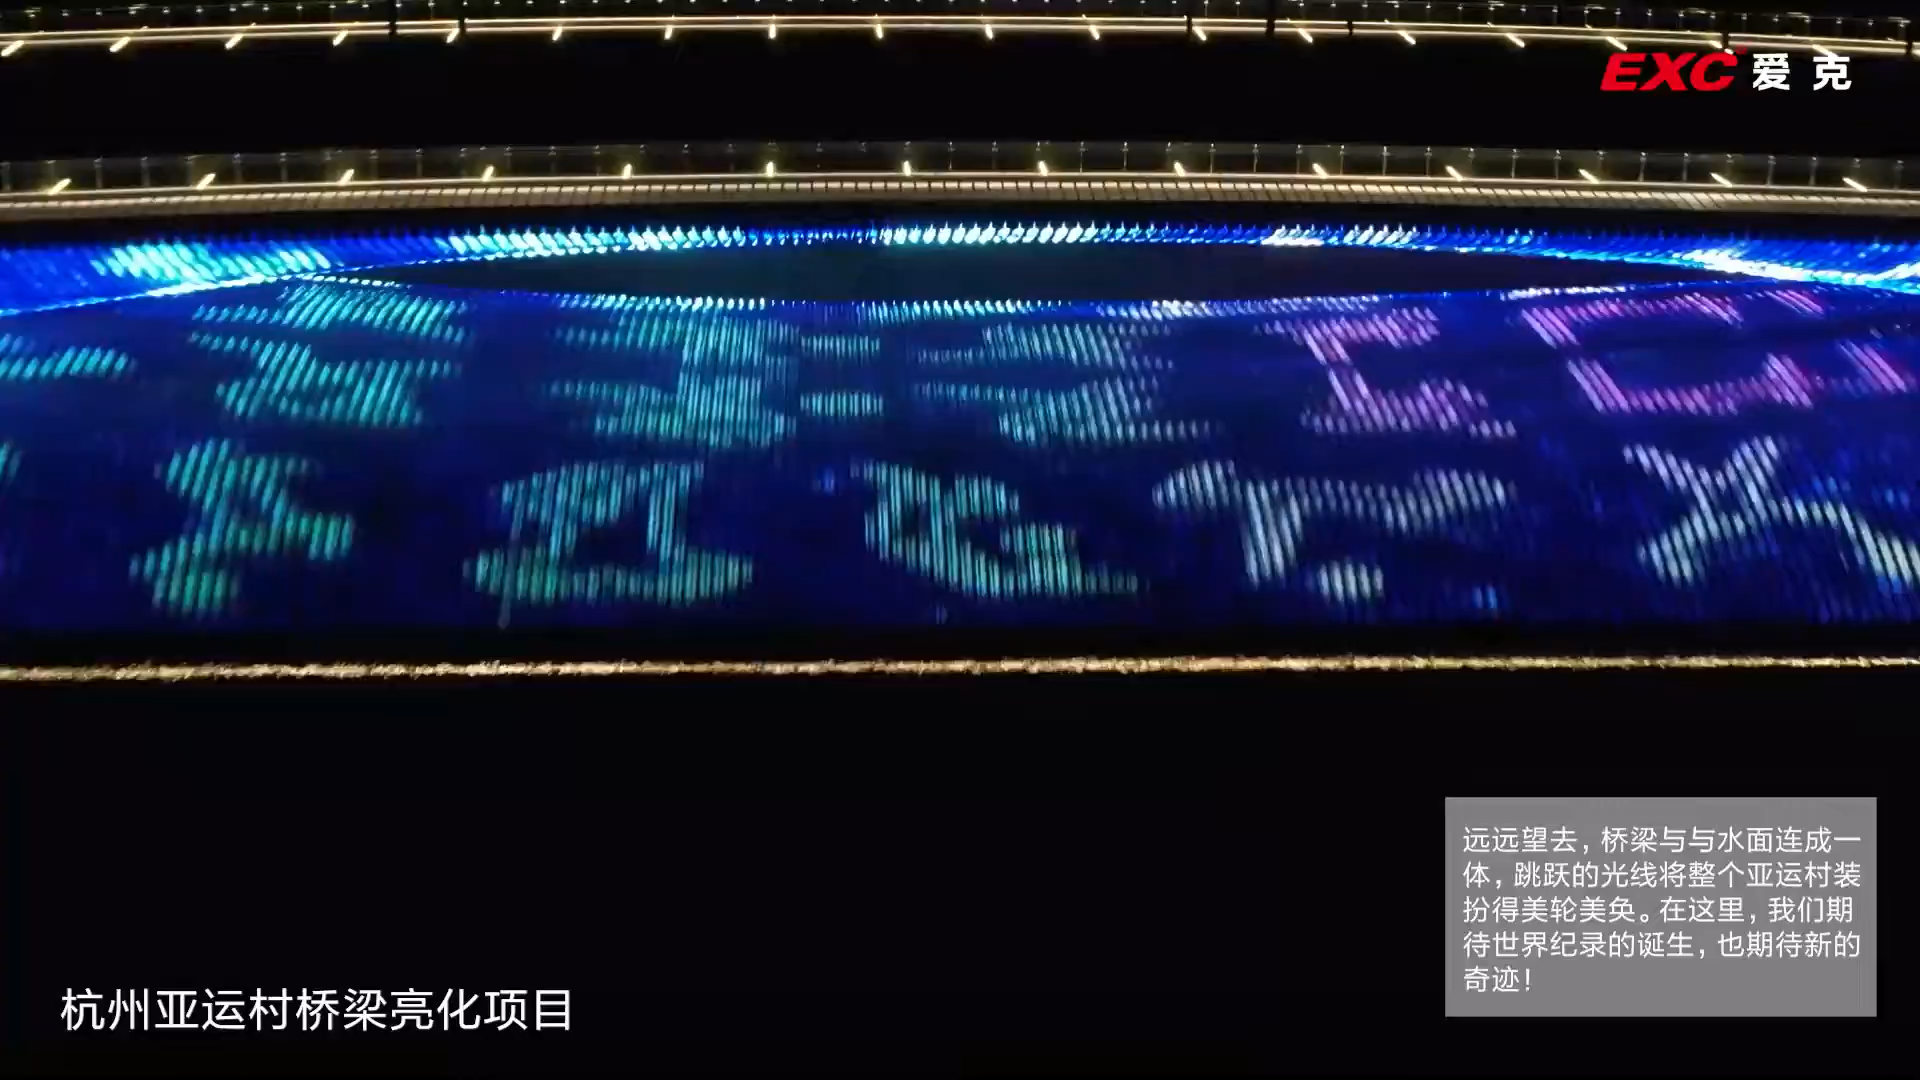 EXC 爱克
远远望去，桥梁与与水面连成一
体，跳跃的光线将整个亚运村装
扮得美轮美奂。在这里，我们期
待世界纪录的诞生，也期待新的
奇迹！
杭州亚运村桥梁亮化项目